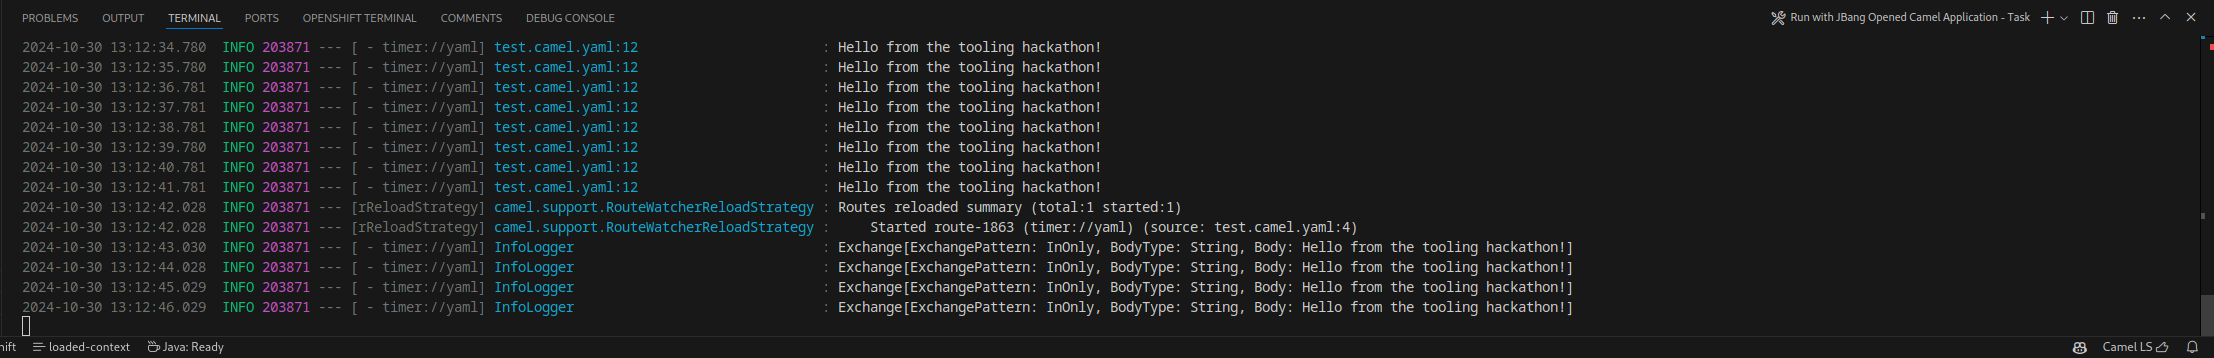 PROBLEMS OUTPUT TERMINAL PORTS OPENSHIFT TERMINAL COMMENTS DEBUG CONSOLE Run with JBang Opened Camel Application - Task
2024-10-30 13:12:34.780 INFO 203871 --- [ - timer://yaml] test.camel.yaml:12 : Hello from the tooling hackathon!
2024-10-30 13:12:35.780 INFO 203871 --- [ - timer://yaml] test.camel.yaml:12 : Hello from the tooling hackathon!
2024-10-30 13:12:36.781 INFO 203871 --- [ - timer://yaml] test.camel.yaml:12 : Hello from the tooling hackathon!
2024-10-30 13:12:37.781 INFO 203871 --- [ - timer://yaml] test.camel.yaml:12 : Hello from the tooling hackathon!
2024-10-30 13:12:38.781 INFO 203871 --- [ - timer://yaml] test.camel.yaml:12 : Hello from the tooling hackathon!
2024-10-30 13:12:39.780 INFO 203871 --- [ - timer://yaml] test.camel.yaml:12 : Hello from the tooling hackathon!
2024-10-30 13:12:40.781 INFO 203871 --- [ - timer://yaml] test.camel.yaml:12 : Hello from the tooling hackathon!
2024-10-30 13:12:41.781 INFO 203871 --- [ - timer://yaml] test.camel.yaml:12 : Hello from the tooling hackathon!
2024-10-30 13:12:42.028 INFO 203871 --- [rReloadStrategy] camel.support.RouteWatcherReloadStrategy : Routes reloaded summary (total:1 started:1)
2024-10-30 13:12:42.028 INFO 203871 --- [rReloadStrategy] camel.support.RouteWatcherReloadStrategy : Started route-1863 (timer://yaml) (source: test.camel.yaml:4)
2024-10-30 13:12:43.030 INFO 203871 --- [ - timer://yaml] InfoLogger : Exchange[ExchangePattern: InOnly, BodyType: String, Body: Hello from the tooling hackathon!]
2024-10-30 13:12:44.028 INFO 203871 --- [ - timer://yaml] InfoLogger : Exchange[ExchangePattern: InOnly, BodyType: String, Body: Hello from the tooling hackathon!]
2024-10-30 13:12:45.029 INFO 203871 --- [ - timer://yaml] InfoLogger : Exchange[ExchangePattern: InOnly, BodyType: String, Body: Hello from the tooling hackathon!]
2024-10-30 13:12:46.029 INFO 203871 --- [ - timer://yaml] InfoLogger : Exchange[ExchangePattern: InOnly, BodyType: String, Body: Hello from the tooling hackathon!]
nift loaded-context Java: Ready Camel LS